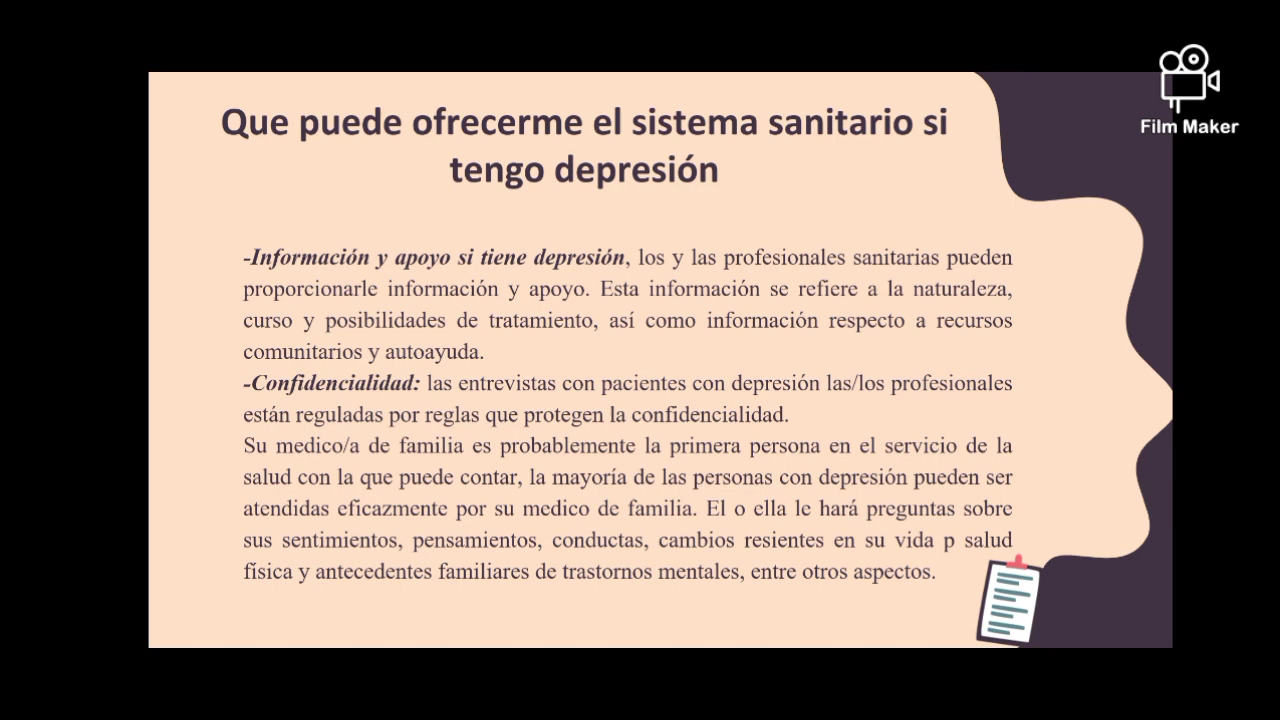 Film Maker
Que puede ofrecerme el sistema sanitario si
tengo depresión
-Información y apoyo si tiene depresión, los y las profesionales sanitarias pueden
proporcionarle información y apoyo. Esta información se refiere a la naturaleza,
curso y posibilidades de tratamiento, así como información respecto a recursos
comunitarios y autoayuda.
-Confidencialidad: las entrevistas con pacientes con depresión las/los profesionales
están reguladas por reglas que protegen la confidencialidad.
Su medico/a de familia es probablemente la primera persona en el servicio de la
salud con la que puede contar, la mayoría de las personas con depresión pueden ser
atendidas eficazmente por su medico de familia. El o ella le hará preguntas sobre
sus sentimientos, pensamientos, conductas, cambios resientes en su vida p salud
física y antecedentes familiares de trastornos mentales, entre otros aspectos.